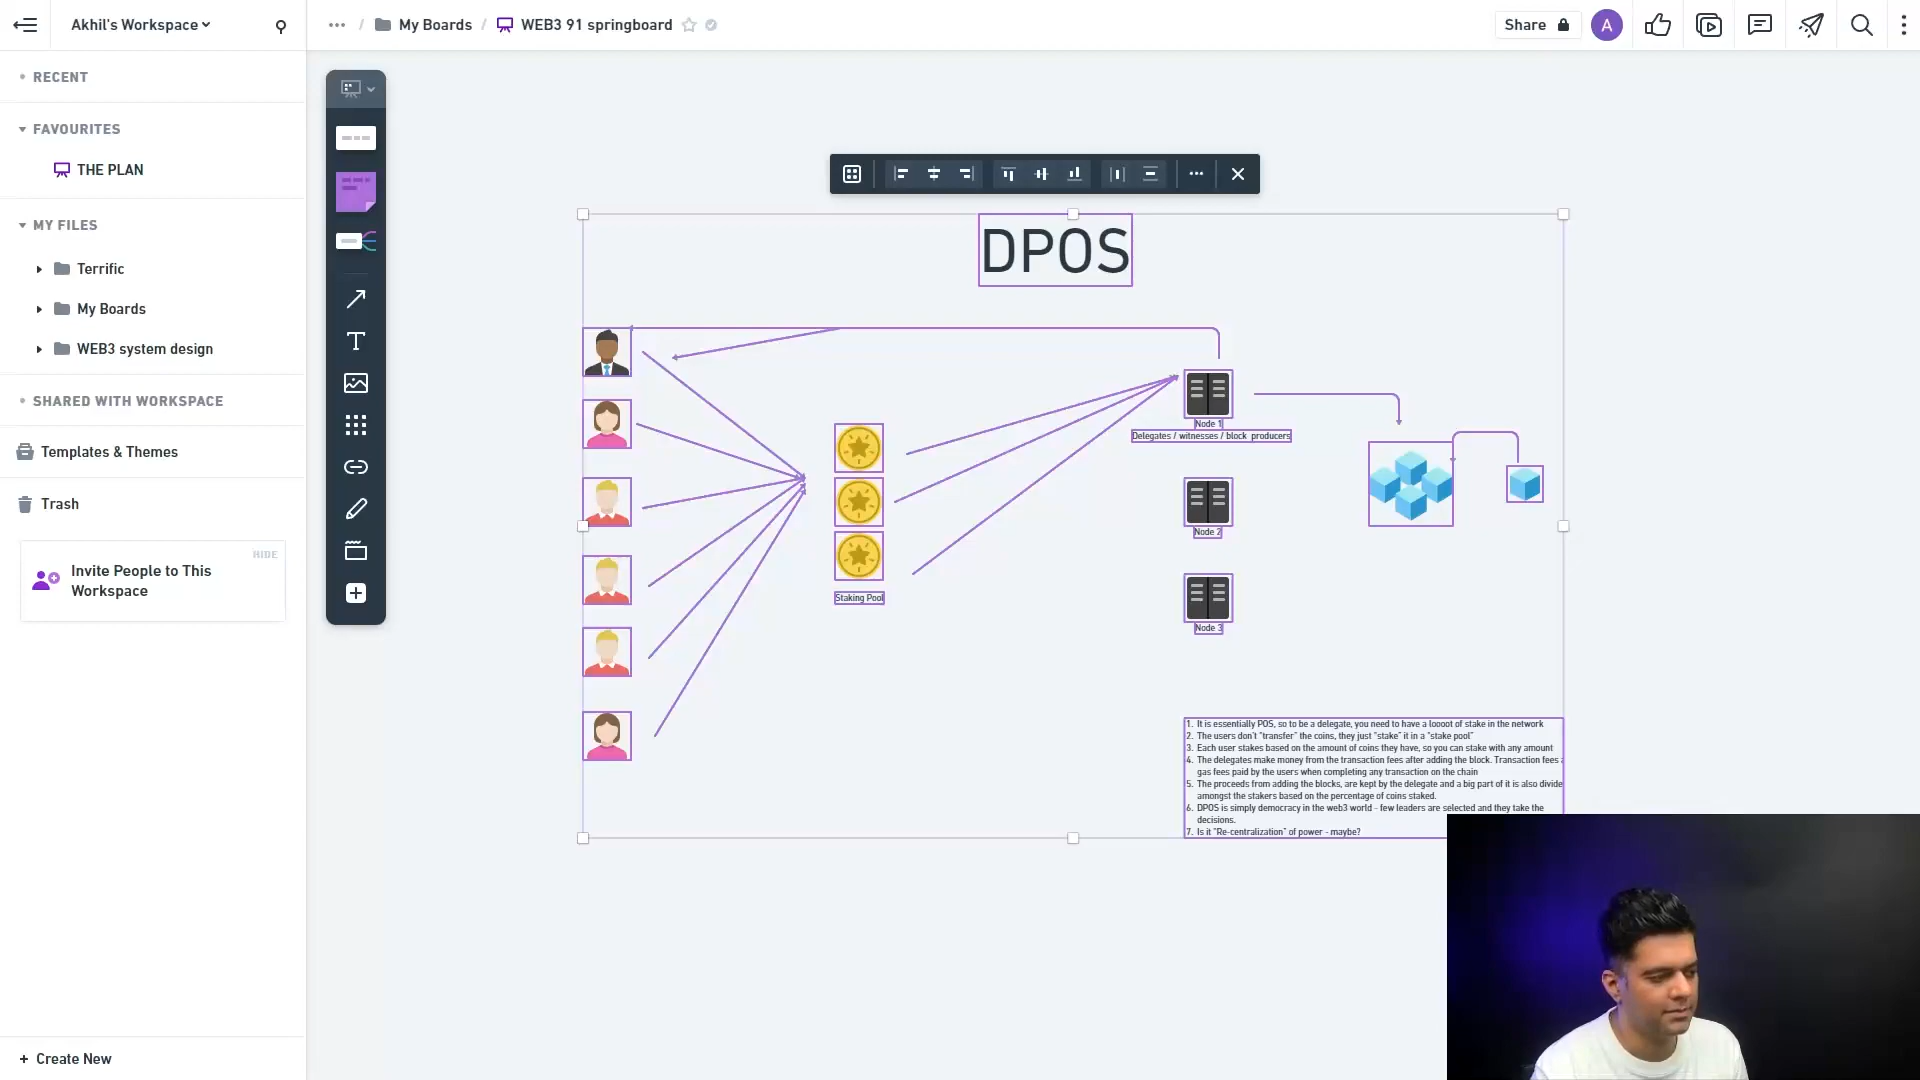 Akhil's Workspace
My Boards / WEB3 91 springboard
Share
A
RECENT
FAVOURITES
THE PLAN
MY FILES
Terrific
My Boards
WEB3 system design
SHARED WITH WORKSPACE
Templates & Themes
Trash
HIDE
Invite People to This
Workspace
+ Create New
T
DPOS
Node 1
Delegates / witnesses / block producers
Node 2
Staking Pool
Node 3
1. It is essentially POS, so to be a delegate, you need to have a loooot of stake in the network
2. The users don't "transfer" the coins, they just "stake" it in a "stake pool"
3. Each user stakes based on the amount of coins they have, so you can stake with any amount
4. The delegates make money from the transaction fees after adding the block. Transaction fees
gas fees paid by the users when completing any transaction on the chain
5. The proceeds from adding the blocks, are kept by the delegate and a big part of it is also divide
amongst the stakers based on the percentage of coins staked.
6. DPOS is simply democracy in the web3 world - few leaders are selected and they take the
decisions.
7. Is it "Re-centralization" of power - maybe?